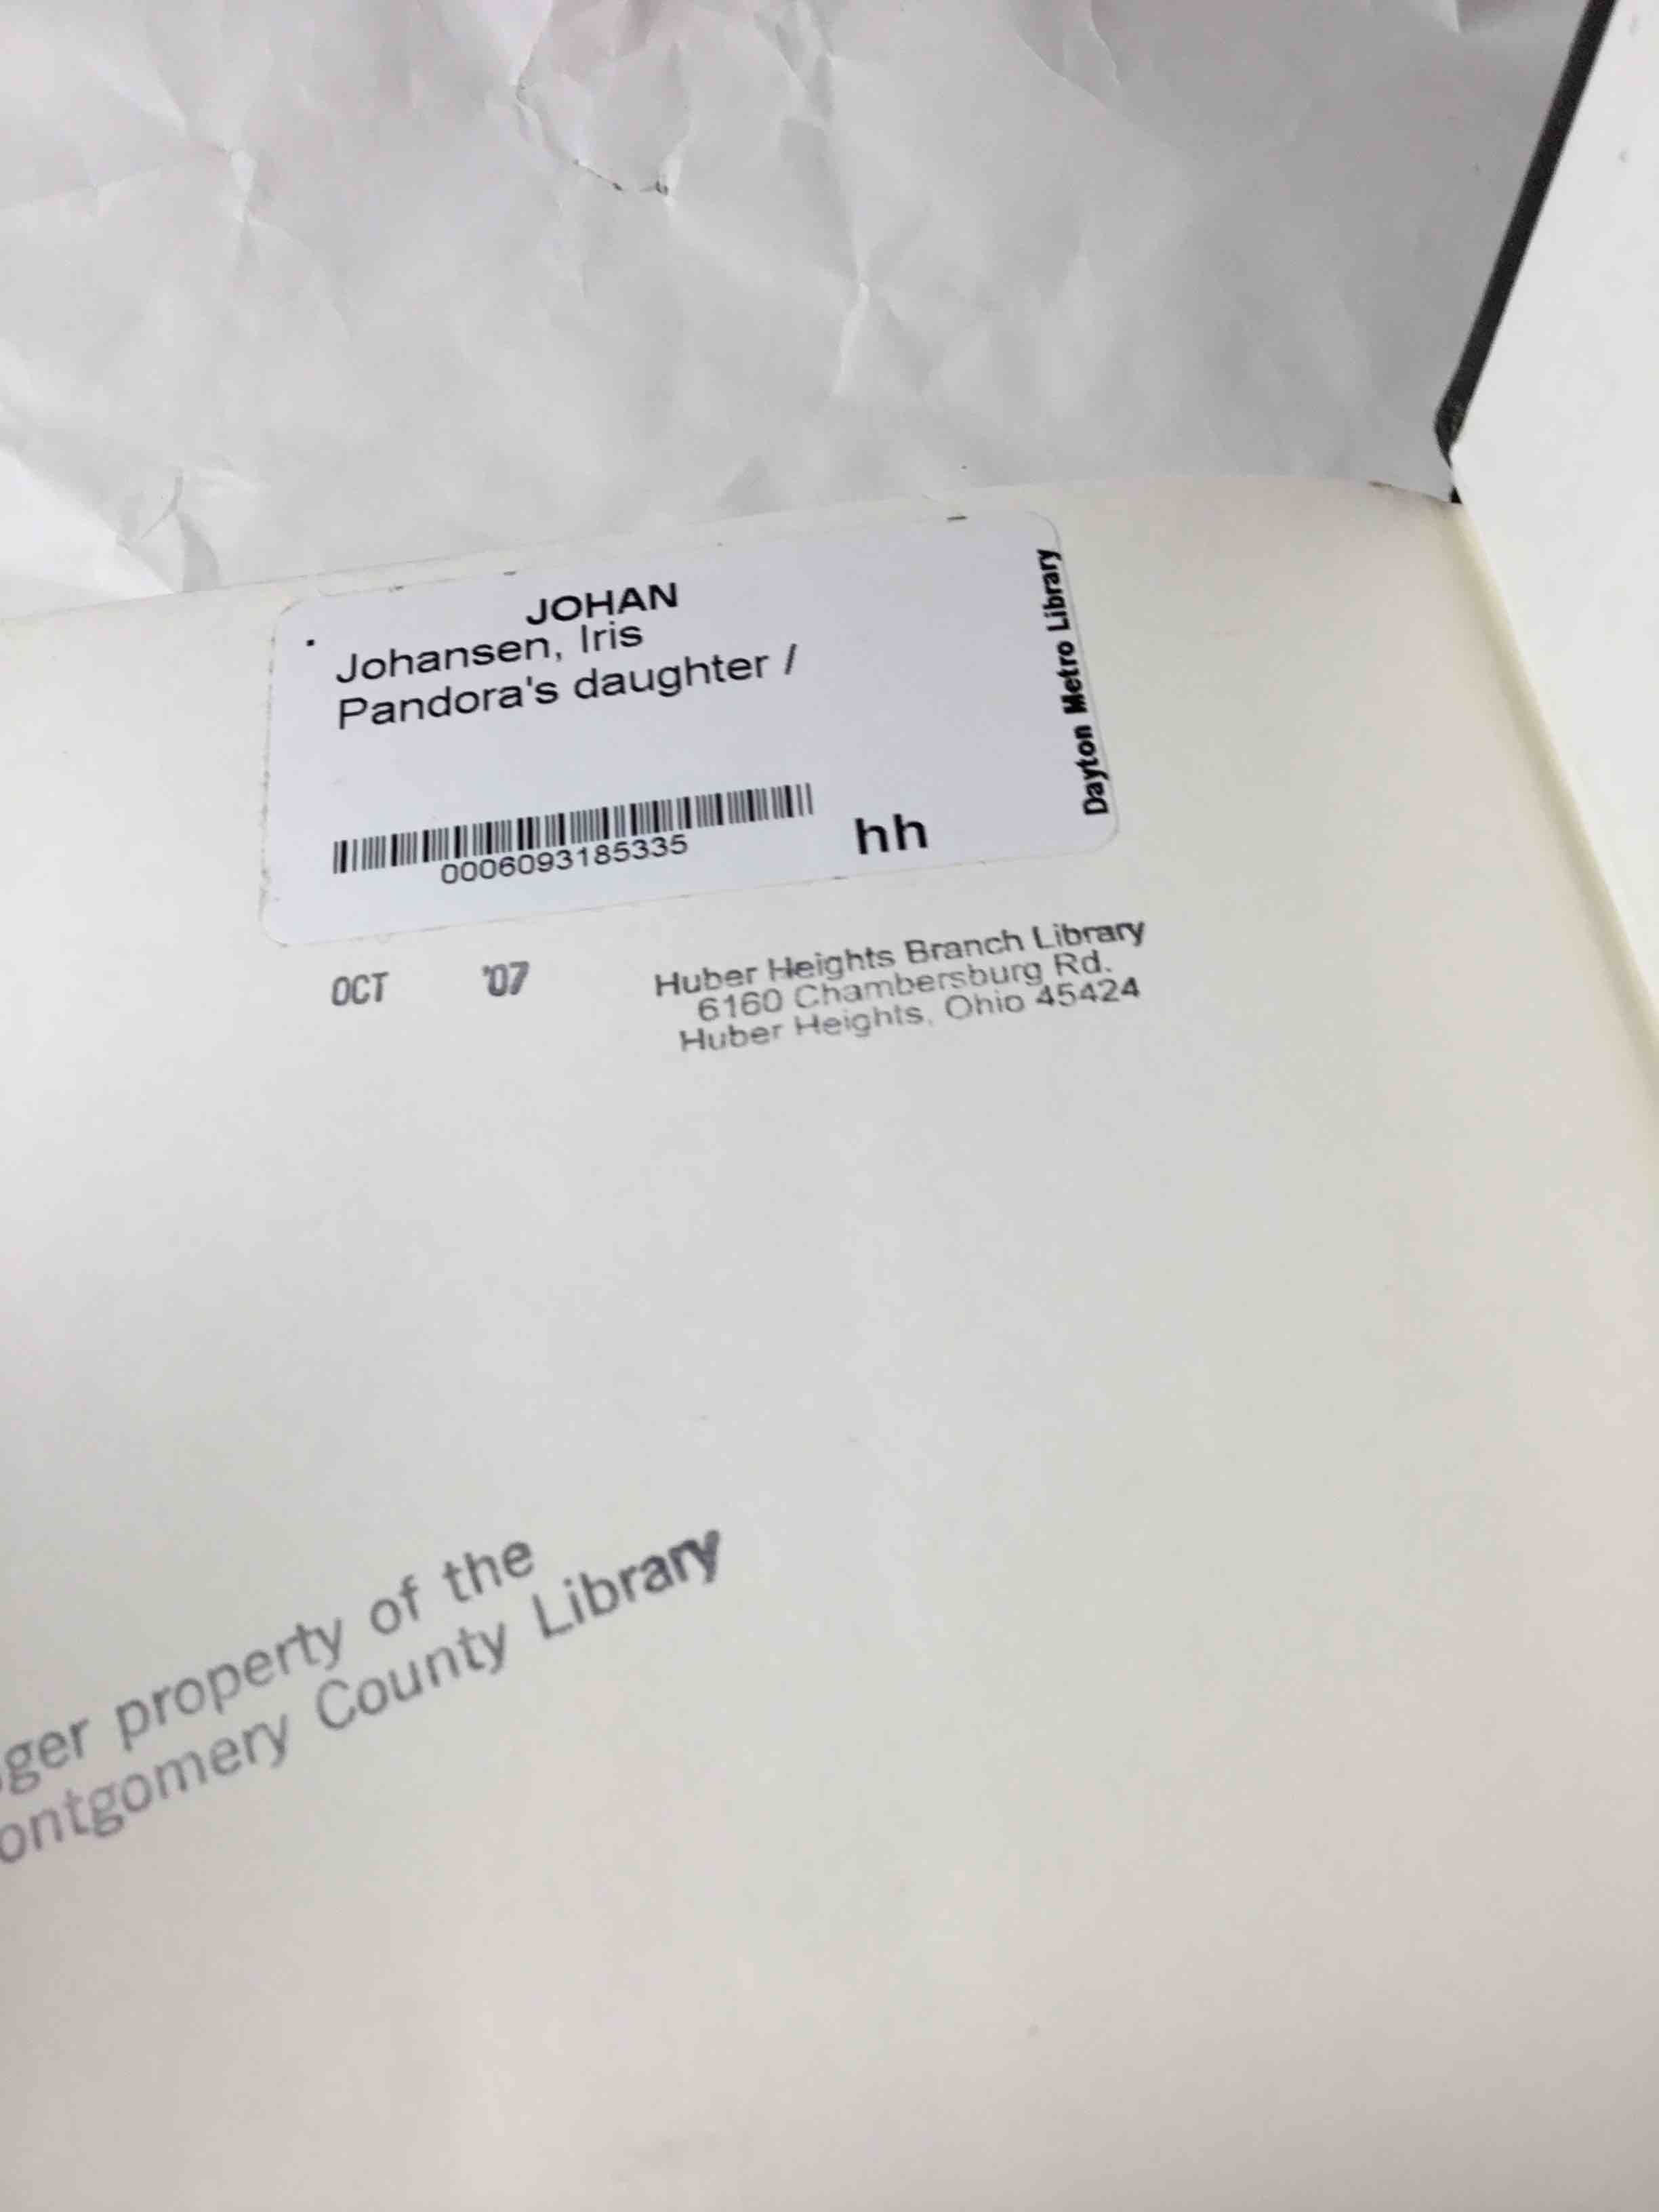 JOHAN
Johansen, Iris
Pandora's daughter /
0006093185335
hh
Dayton Metro Library
OCT '07
Huber Heights Branch Library
6160 Chambersburg Rd.
Huber Heights, Ohio 45424
ger property of the
ontgomery County Library